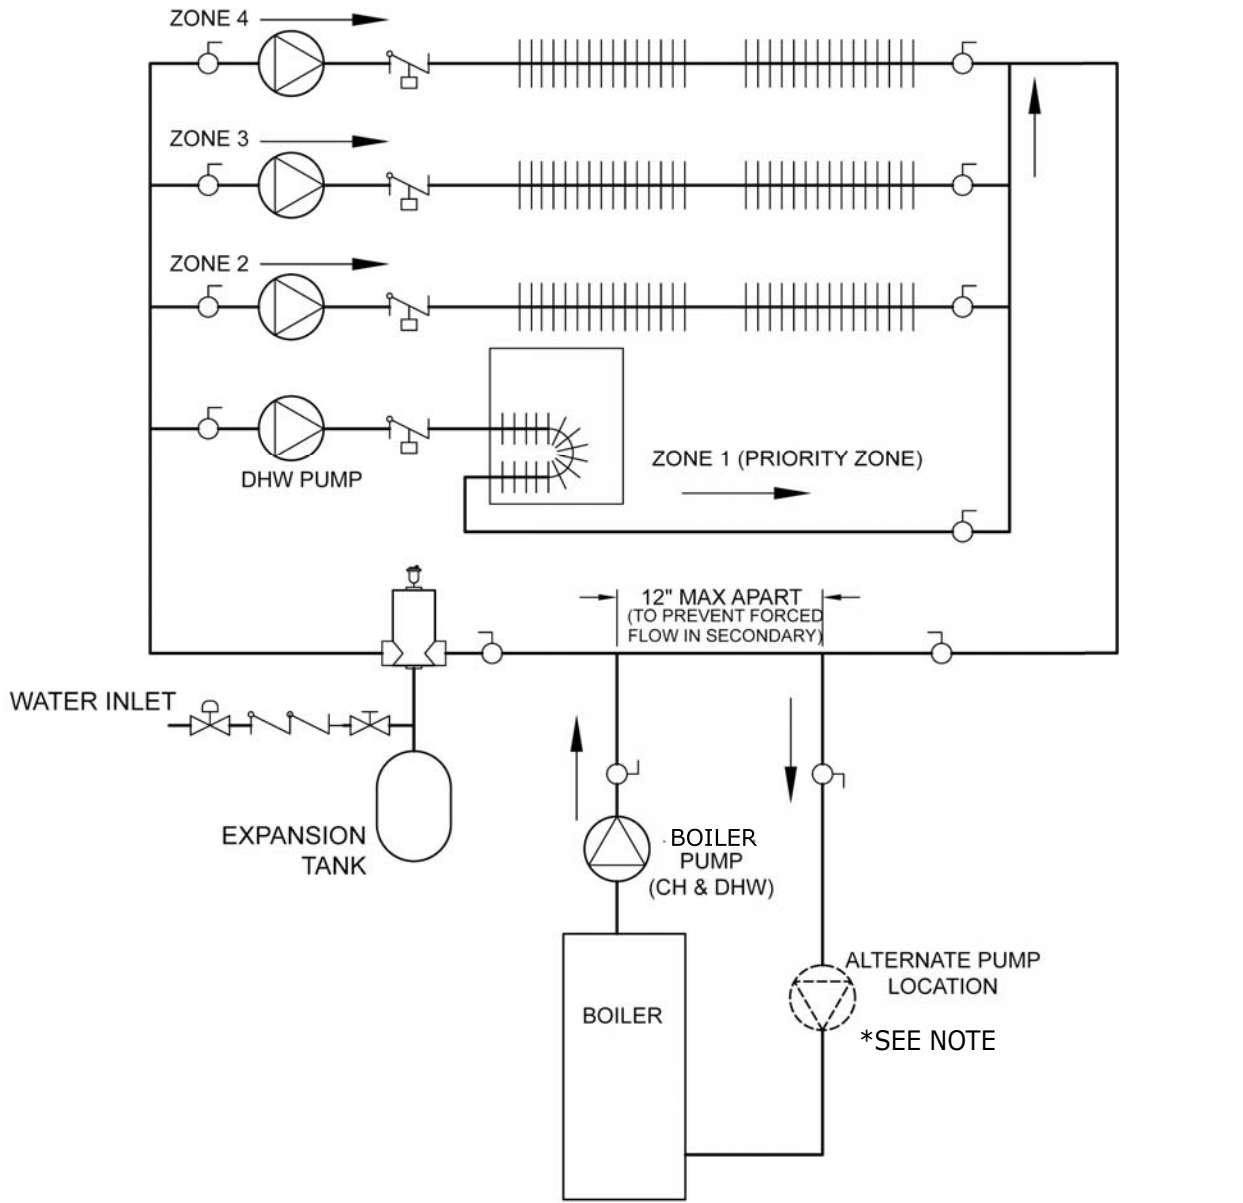 ZONE 4
ZONE 3
ZONE 2
DHW PUMP
ZONE 1 (PRIORITY ZONE)
12" MAX APART
(TO PREVENT FORCED
FLOW IN SECONDARY)
WATER INLET
EXPANSION
TANK
BOILER
PUMP
(CH & DHW)
ALTERNATE PUMP
LOCATION
*SEE NOTE
BOILER